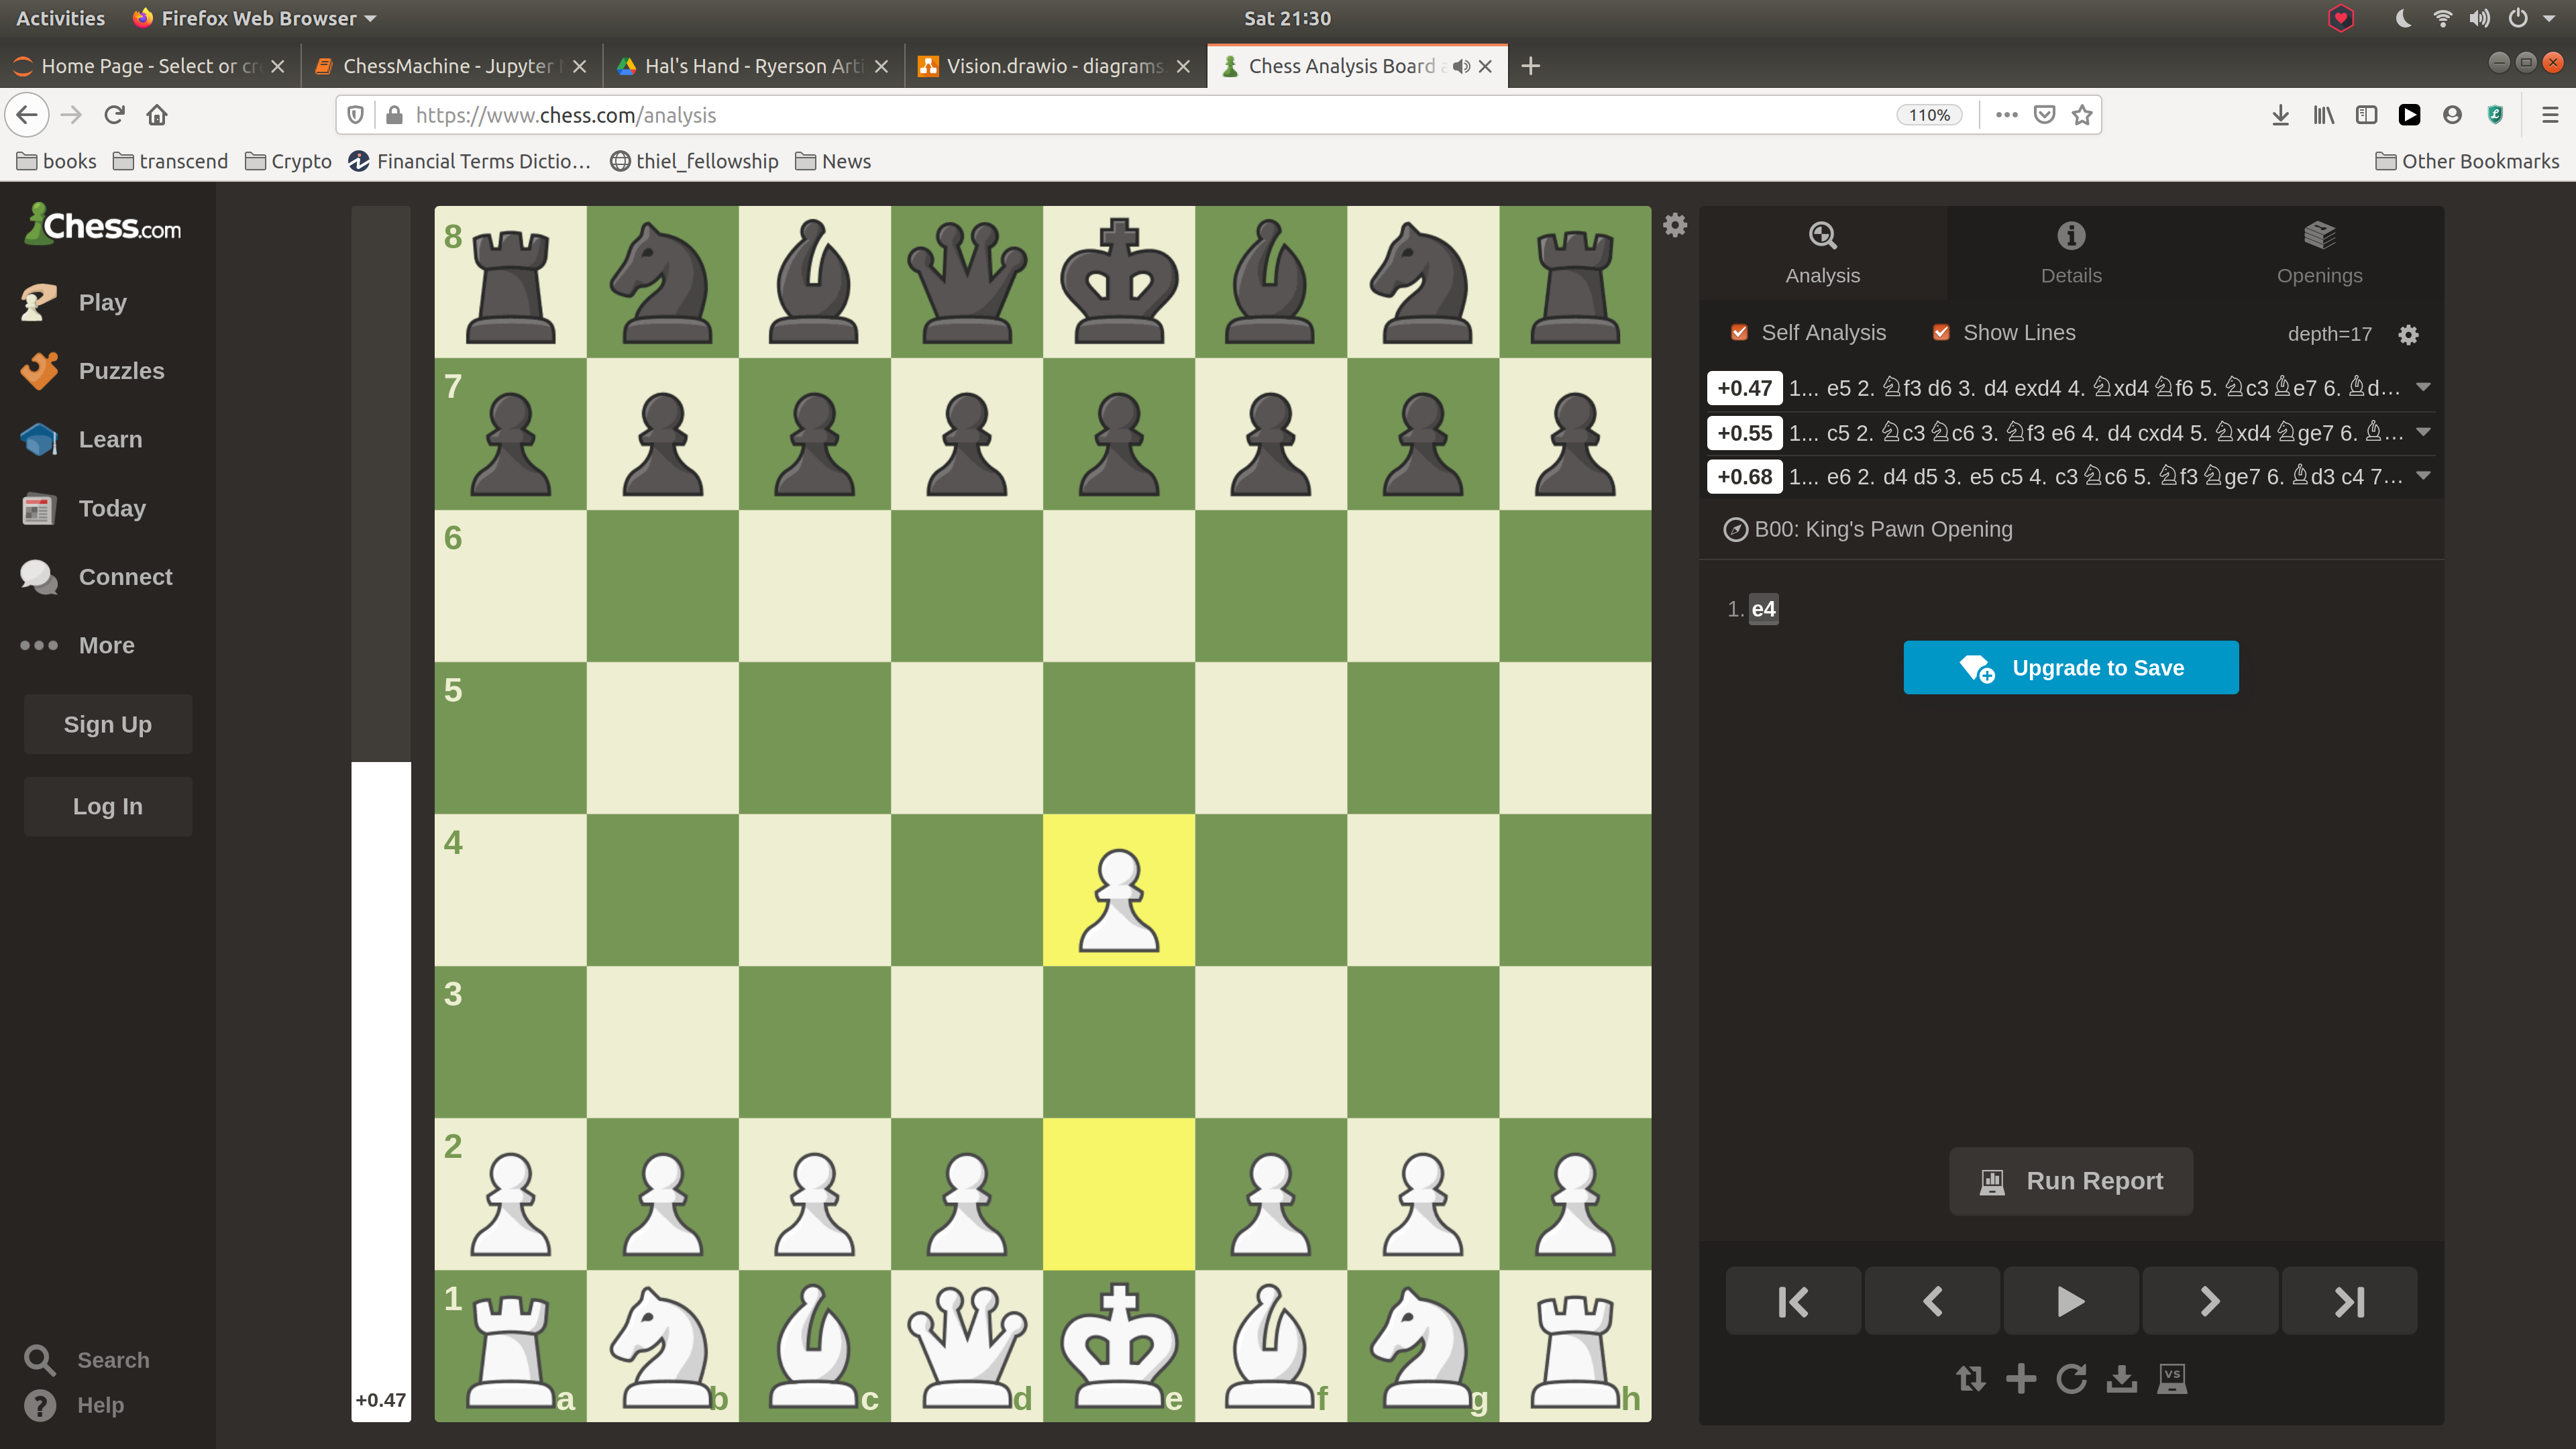 Activities Firefox Web Browser Sat 21:30
Home Page - Select or cr ChessMachine - Jupyter Hal's Hand - Ryerson Arti Vision.drawio - diagrams. Chess Analysis Board
https://www.chess.com/analysis 110%
books transcend Crypto Financial Terms Dictio… thiel_fellowship News Other Bookmarks
Chess.com
Play
Puzzles
Learn
Today
Connect
More
Sign Up
Log In
Search
Help
+0.47
8
7
6
5
4
3
2
1
a b c d e f g h
Analysis Details Openings
Self Analysis Show Lines depth=17
+0.47 1... e5 2. ♘f3 d6 3. d4 exd4 4. ♘xd4 ♘f6 5. ♘c3 ♗e7 6. ♗d...
+0.55 1... c5 2. ♘c3 ♘c6 3. ♘f3 e6 4. d4 cxd4 5. ♘xd4 ♘ge7 6. ♗...
+0.68 1... e6 2. d4 d5 3. e5 c5 4. c3 ♘c6 5. ♘f3 ♘ge7 6. ♗d3 c4 7...
B00: King's Pawn Opening
1. e4
Upgrade to Save
Run Report
VS